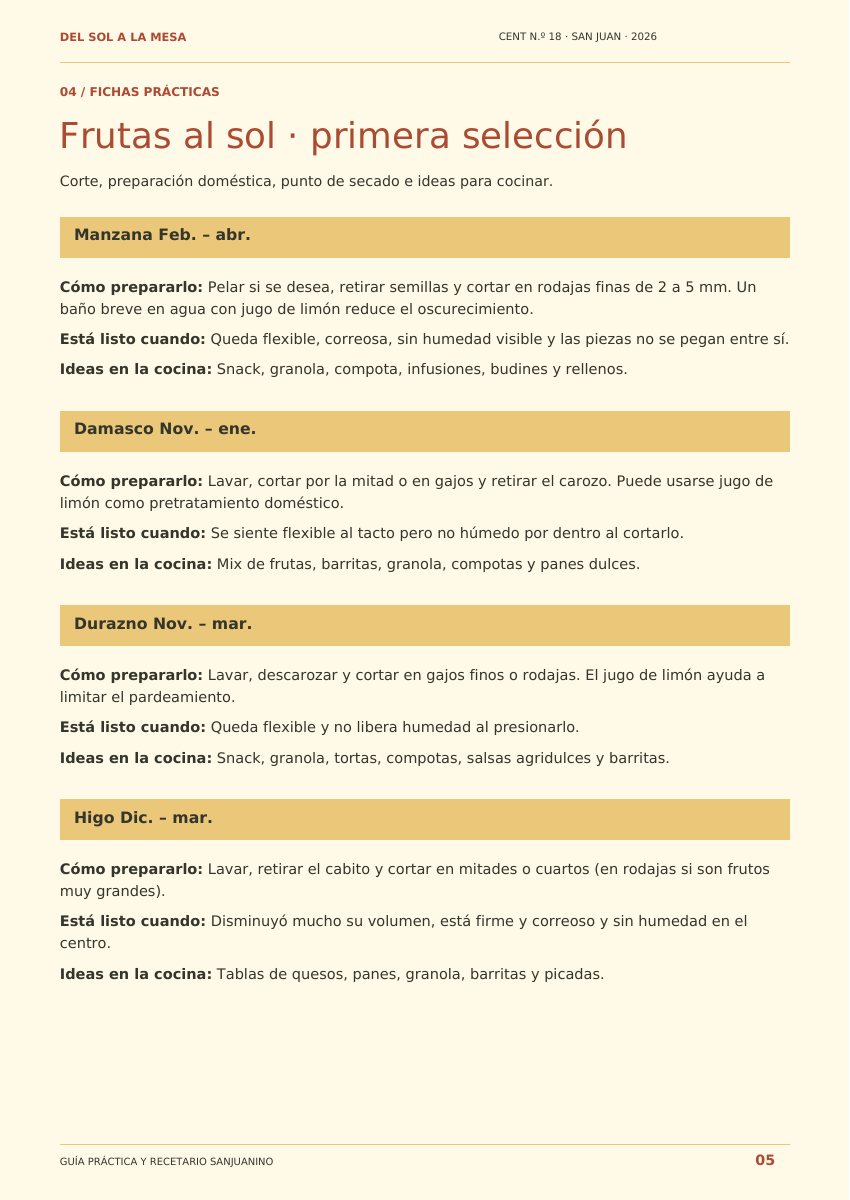 DEL SOL A LA MESA
CENT N.º 18 · SAN JUAN · 2026
04 / FICHAS PRÁCTICAS
Frutas al sol · primera selección
Corte, preparación doméstica, punto de secado e ideas para cocinar.
Manzana Feb. – abr.
Cómo prepararlo: Pelar si se desea, retirar semillas y cortar en rodajas finas de 2 a 5 mm. Un
baño breve en agua con jugo de limón reduce el oscurecimiento.
Está listo cuando: Queda flexible, correosa, sin humedad visible y las piezas no se pegan entre sí.
Ideas en la cocina: Snack, granola, compota, infusiones, budines y rellenos.
Damasco Nov. – ene.
Cómo prepararlo: Lavar, cortar por la mitad o en gajos y retirar el carozo. Puede usarse jugo de
limón como pretratamiento doméstico.
Está listo cuando: Se siente flexible al tacto pero no húmedo por dentro al cortarlo.
Ideas en la cocina: Mix de frutas, barritas, granola, compotas y panes dulces.
Durazno Nov. – mar.
Cómo prepararlo: Lavar, descarozar y cortar en gajos finos o rodajas. El jugo de limón ayuda a
limitar el pardeamiento.
Está listo cuando: Queda flexible y no libera humedad al presionarlo.
Ideas en la cocina: Snack, granola, tortas, compotas, salsas agridulces y barritas.
Higo Dic. – mar.
Cómo prepararlo: Lavar, retirar el cabito y cortar en mitades o cuartos (en rodajas si son frutos
muy grandes).
Está listo cuando: Disminuyó mucho su volumen, está firme y correoso y sin humedad en el
centro.
Ideas en la cocina: Tablas de quesos, panes, granola, barritas y picadas.
GUÍA PRÁCTICA Y RECETARIO SANJUANINO
05